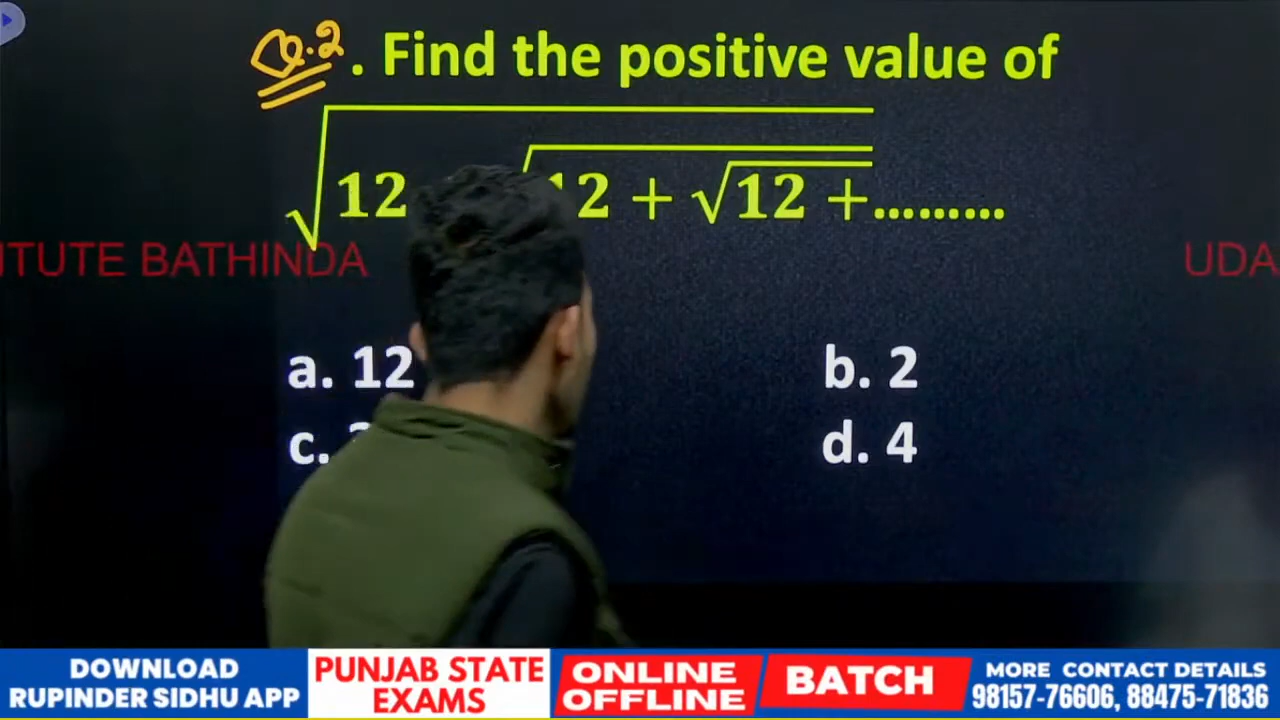 Q.2 . Find the positive value of
√12 √12 + √12 +.........
ITUTE BATHINDA
UDA
a. 12
b. 2
c.
d. 4
DOWNLOAD
RUPINDER SIDHU APP
PUNJAB STATE
EXAMS
ONLINE
OFFLINE
BATCH
MORE CONTACT DETAILS
98157-76606, 88475-71836